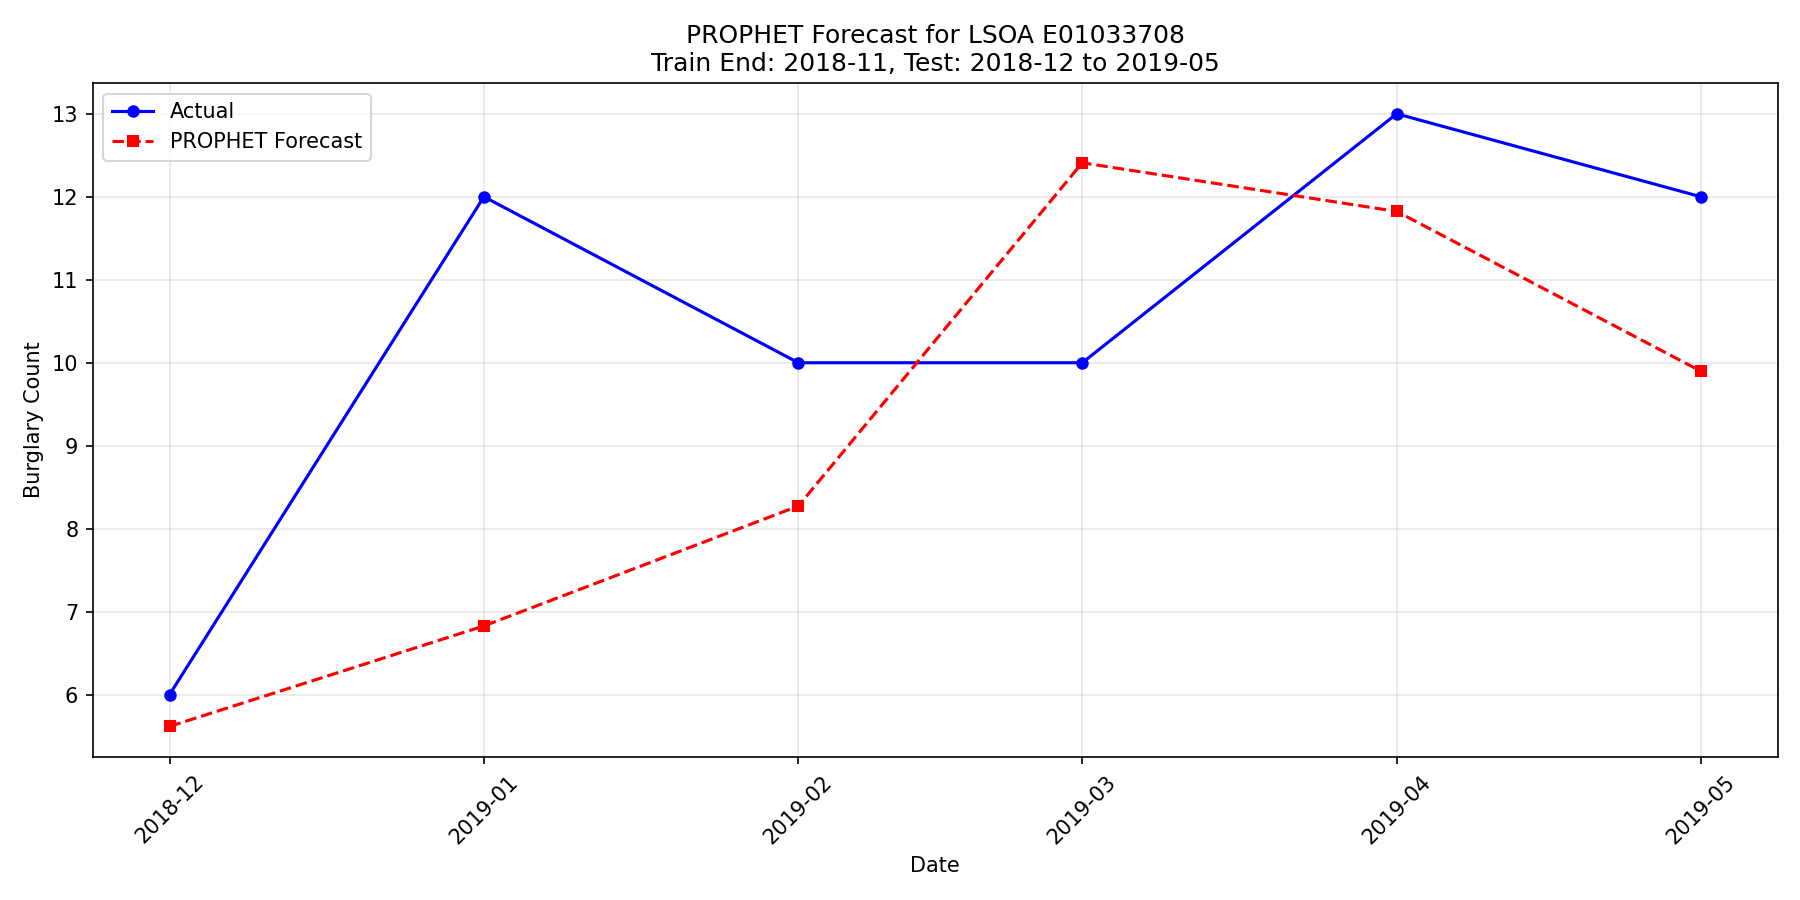 PROPHET Forecast for LSOA E01033708
Train End: 2018-11, Test: 2018-12 to 2019-05
Actual
PROPHET Forecast
Burglary Count
13
12
11
10
9
8
7
6
2018-12
2019-01
2019-02
2019-03
2019-04
2019-05
Date